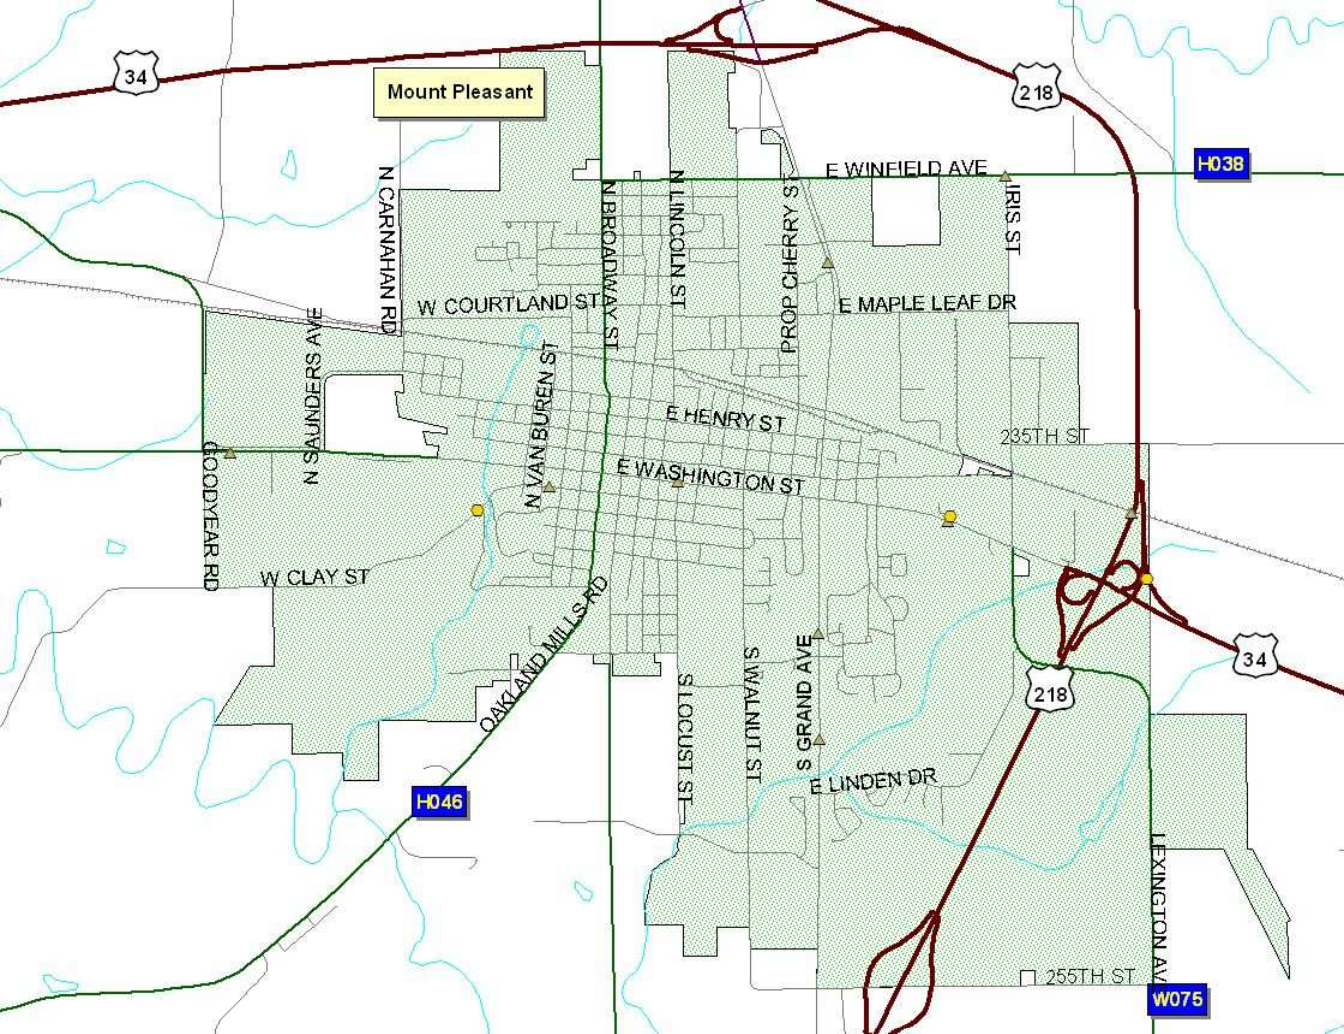 34
Mount Pleasant
218
H038
E WINFIELD AVE
N CARNAHAN RD
N BROADWAY ST
N LINCOLN ST
PROP CHERRY ST
IRIS ST
W COURTLAND ST
E MAPLE LEAF DR
N SAUNDERS AVE
N VAN BUREN ST
E HENRY ST
235TH ST
E WASHINGTON ST
GOODYEAR RD
W CLAY ST
OAKLAND MILLS RD
S LOCUST ST
S WALNUT ST
S GRAND AVE
34
218
E LINDEN DR
H046
LEXINGTON AVE
255TH ST
W075